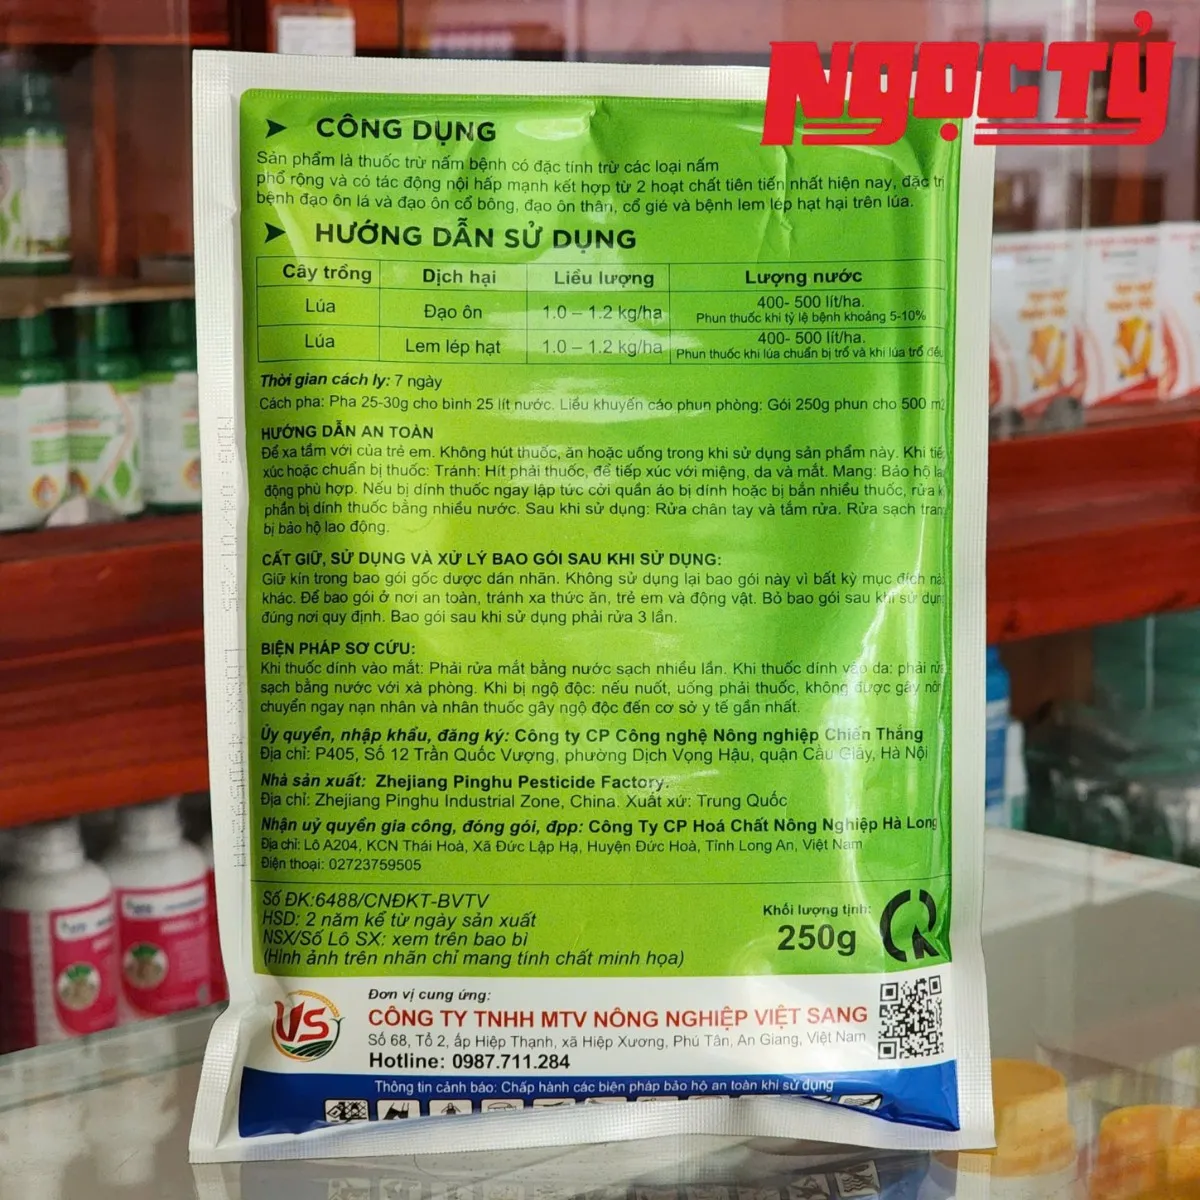 NGỌCTỶ
CÔNG DỤNG
Sản phẩm là thuốc trừ nấm bệnh có đặc tính trừ các loại nấm
phổ rộng và có tác động nội hấp mạnh kết hợp từ 2 hoạt chất tiên tiến nhất hiện nay, đặc trị
bệnh đạo ôn lá và đạo ôn cổ bông, đạo ôn thân, cổ gié và bệnh lem lép hạt hại trên lúa.
HƯỚNG DẪN SỬ DỤNG
Cây trồng Dịch hại Liều lượng Lượng nước
Lúa Đạo ôn 1.0 – 1.2 kg/ha 400- 500 lít/ha.
Phun thuốc khi tỷ lệ bệnh khoảng 5-10%
Lúa Lem lép hạt 1.0 – 1.2 kg/ha 400- 500 lít/ha.
Phun thuốc khi lúa chuẩn bị trổ và khi lúa trổ đều
Thời gian cách ly: 7 ngày
Cách pha: Pha 25-30g cho bình 25 lít nước. Liều khuyến cáo phun phòng: Gói 250g phun cho 500 m2
HƯỚNG DẪN AN TOÀN
Để xa tầm với của trẻ em. Không hút thuốc, ăn hoặc uống trong khi sử dụng sản phẩm này. Khi
xúc hoặc chuẩn bị thuốc: Tránh: Hít phải thuốc, để tiếp xúc với miệng, da và mắt. Mang: Bảo hộ
động phù hợp. Nếu bị dính thuốc ngay lập tức cởi quần áo bị dính hoặc bị bắn nhiều thuốc, rửa
phần bị dính thuốc bằng nhiều nước. Sau khi sử dụng: Rửa chân tay và tắm rửa. Rửa sạch
bị bảo hộ lao động.
CẤT GIỮ, SỬ DỤNG VÀ XỬ LÝ BAO GÓI SAU KHI SỬ DỤNG:
Giữ kín trong bao gói gốc được dán nhãn. Không sử dụng lại bao gói này vì bất kỳ mục đích
khác. Để bao gói ở nơi an toàn, tránh xa thức ăn, trẻ em và động vật. Bỏ bao gói sau khi sử dụng
đúng nơi quy định. Bao gói sau khi sử dụng phải rửa 3 lần.
BIỆN PHÁP SƠ CỨU:
Khi thuốc dính vào mắt: Phải rửa mắt bằng nước sạch nhiều lần. Khi thuốc dính vào da: phải rửa
sạch bằng nước với xà phòng. Khi bị ngộ độc: nếu nuốt, uống phải thuốc, không được gây nôn
chuyển ngay nạn nhân và nhãn thuốc gây ngộ độc đến cơ sở y tế gần nhất.
Ủy quyền, nhập khẩu, đăng ký: Công ty CP Công nghệ Nông nghiệp Chiến Thắng
Địa chỉ: P405, Số 12 Trần Quốc Vượng, phường Dịch Vọng Hậu, quận Cầu Giấy, Hà Nội
Nhà sản xuất: Zhejiang Pinghu Pesticide Factory.
Địa chỉ: Zhejiang Pinghu Industrial Zone, China. Xuất xứ: Trung Quốc
Nhận uỷ quyền gia công, đóng gói, đpp: Công Ty CP Hoá Chất Nông Nghiệp Hà Long
Địa chỉ: Lô A204, KCN Thái Hoà, Xã Đức Lập Hạ, Huyện Đức Hoà, Tỉnh Long An, Việt Nam
Điện thoại: 02723759505
Số ĐK:6488/CNĐKT-BVTV
HSD: 2 năm kể từ ngày sản xuất
NSX/Số Lô SX: xem trên bao bì
(Hình ảnh trên nhãn chỉ mang tính chất minh họa)
Khối lượng tịnh:
250g
VS
Đơn vị cung ứng:
CÔNG TY TNHH MTV NÔNG NGHIỆP VIỆT SANG
Số 68, Tổ 2, ấp Hiệp Thạnh, xã Hiệp Xương, Phú Tân, An Giang, Việt Nam
Hotline: 0987.711.284
Thông tin cảnh báo: Chấp hành các biện pháp bảo hộ an toàn khi sử dụng